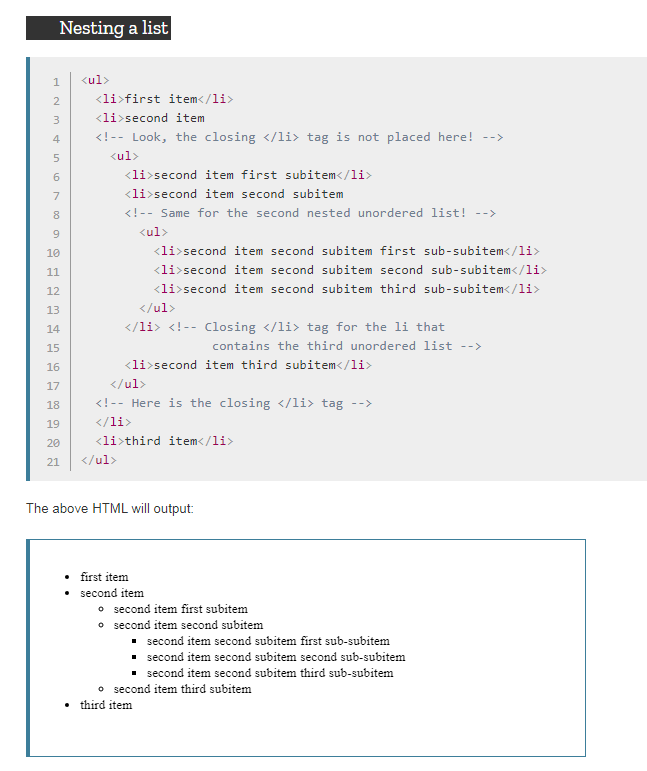 Nesting a list
1 <ul>
2   <li>first item</li>
3   <li>second item
4   <!-- Look, the closing </li> tag is not placed here! -->
5     <ul>
6       <li>second item first subitem</li>
7       <li>second item second subitem
8       <!-- Same for the second nested unordered list! -->
9         <ul>
10           <li>second item second subitem first sub-subitem</li>
11           <li>second item second subitem second sub-subitem</li>
12           <li>second item second subitem third sub-subitem</li>
13         </ul>
14       </li> <!-- Closing </li> tag for the li that
15                   contains the third unordered list -->
16       <li>second item third subitem</li>
17     </ul>
18   <!-- Here is the closing </li> tag -->
19   </li>
20   <li>third item</li>
21 </ul>
The above HTML will output:
• first item
• second item
◦ second item first subitem
◦ second item second subitem
▪ second item second subitem first sub-subitem
▪ second item second subitem second sub-subitem
▪ second item second subitem third sub-subitem
◦ second item third subitem
• third item